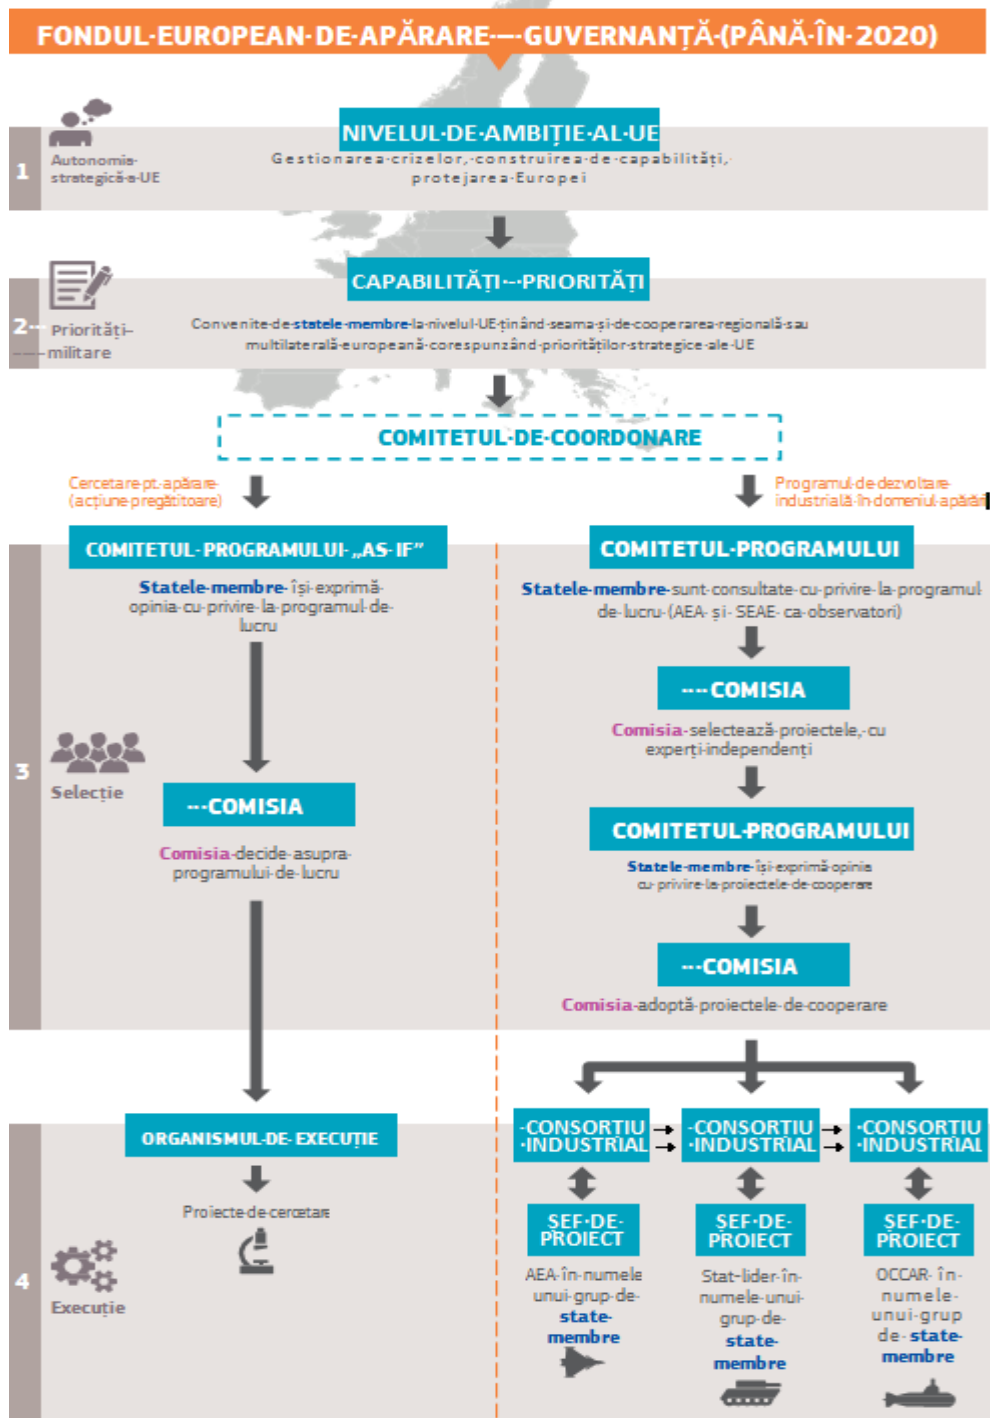 FONDUL EUROPEAN DE APĂRARE — GUVERNANȚĂ (PÂNĂ ÎN 2020)
NIVELUL DE AMBIȚIE AL UE
1
Autonomia
strategică a UE
Gestionarea crizelor, construirea de capabilități,
protejarea Europei
CAPABILITĂȚI – PRIORITĂȚI
2
Priorități
militare
Convenite de statele membre la nivelul UE ținând seama și de cooperarea regională sau
multilaterală europeană corespunzând priorităților strategice ale UE
COMITETUL DE COORDONARE
Cercetare pt. apărare
(acțiune pregătitoare)
Programul de dezvoltare
industrială în domeniul apărării
COMITETUL PROGRAMULUI „AS IF”
Statele membre își exprimă
opinia cu privire la programul de
lucru
COMITETUL PROGRAMULUI
Statele membre sunt consultate cu privire la programul
de lucru (AEA și SEAE ca observatori)
COMISIA
Comisia selectează proiectele, cu
experți independenți
3
Selecție
COMISIA
Comisia decide asupra
programului de lucru
COMITETUL PROGRAMULUI
Statele membre își exprimă opinia
cu privire la proiectele de cooperare
COMISIA
Comisia adoptă proiectele de cooperare
4
Execuție
ORGANISMUL DE EXECUȚIE
Proiecte de cercetare
CONSORTIU
INDUSTRIAL
CONSORTIU
INDUSTRIAL
CONSORTIU
INDUSTRIAL
ȘEF DE
PROIECT
ȘEF DE
PROIECT
ȘEF DE
PROIECT
AEA în numele
unui grup de
state
membre
Stat-lider în
numele unui
grup de
state
membre
OCCAR în
numele
unui grup
de state
membre